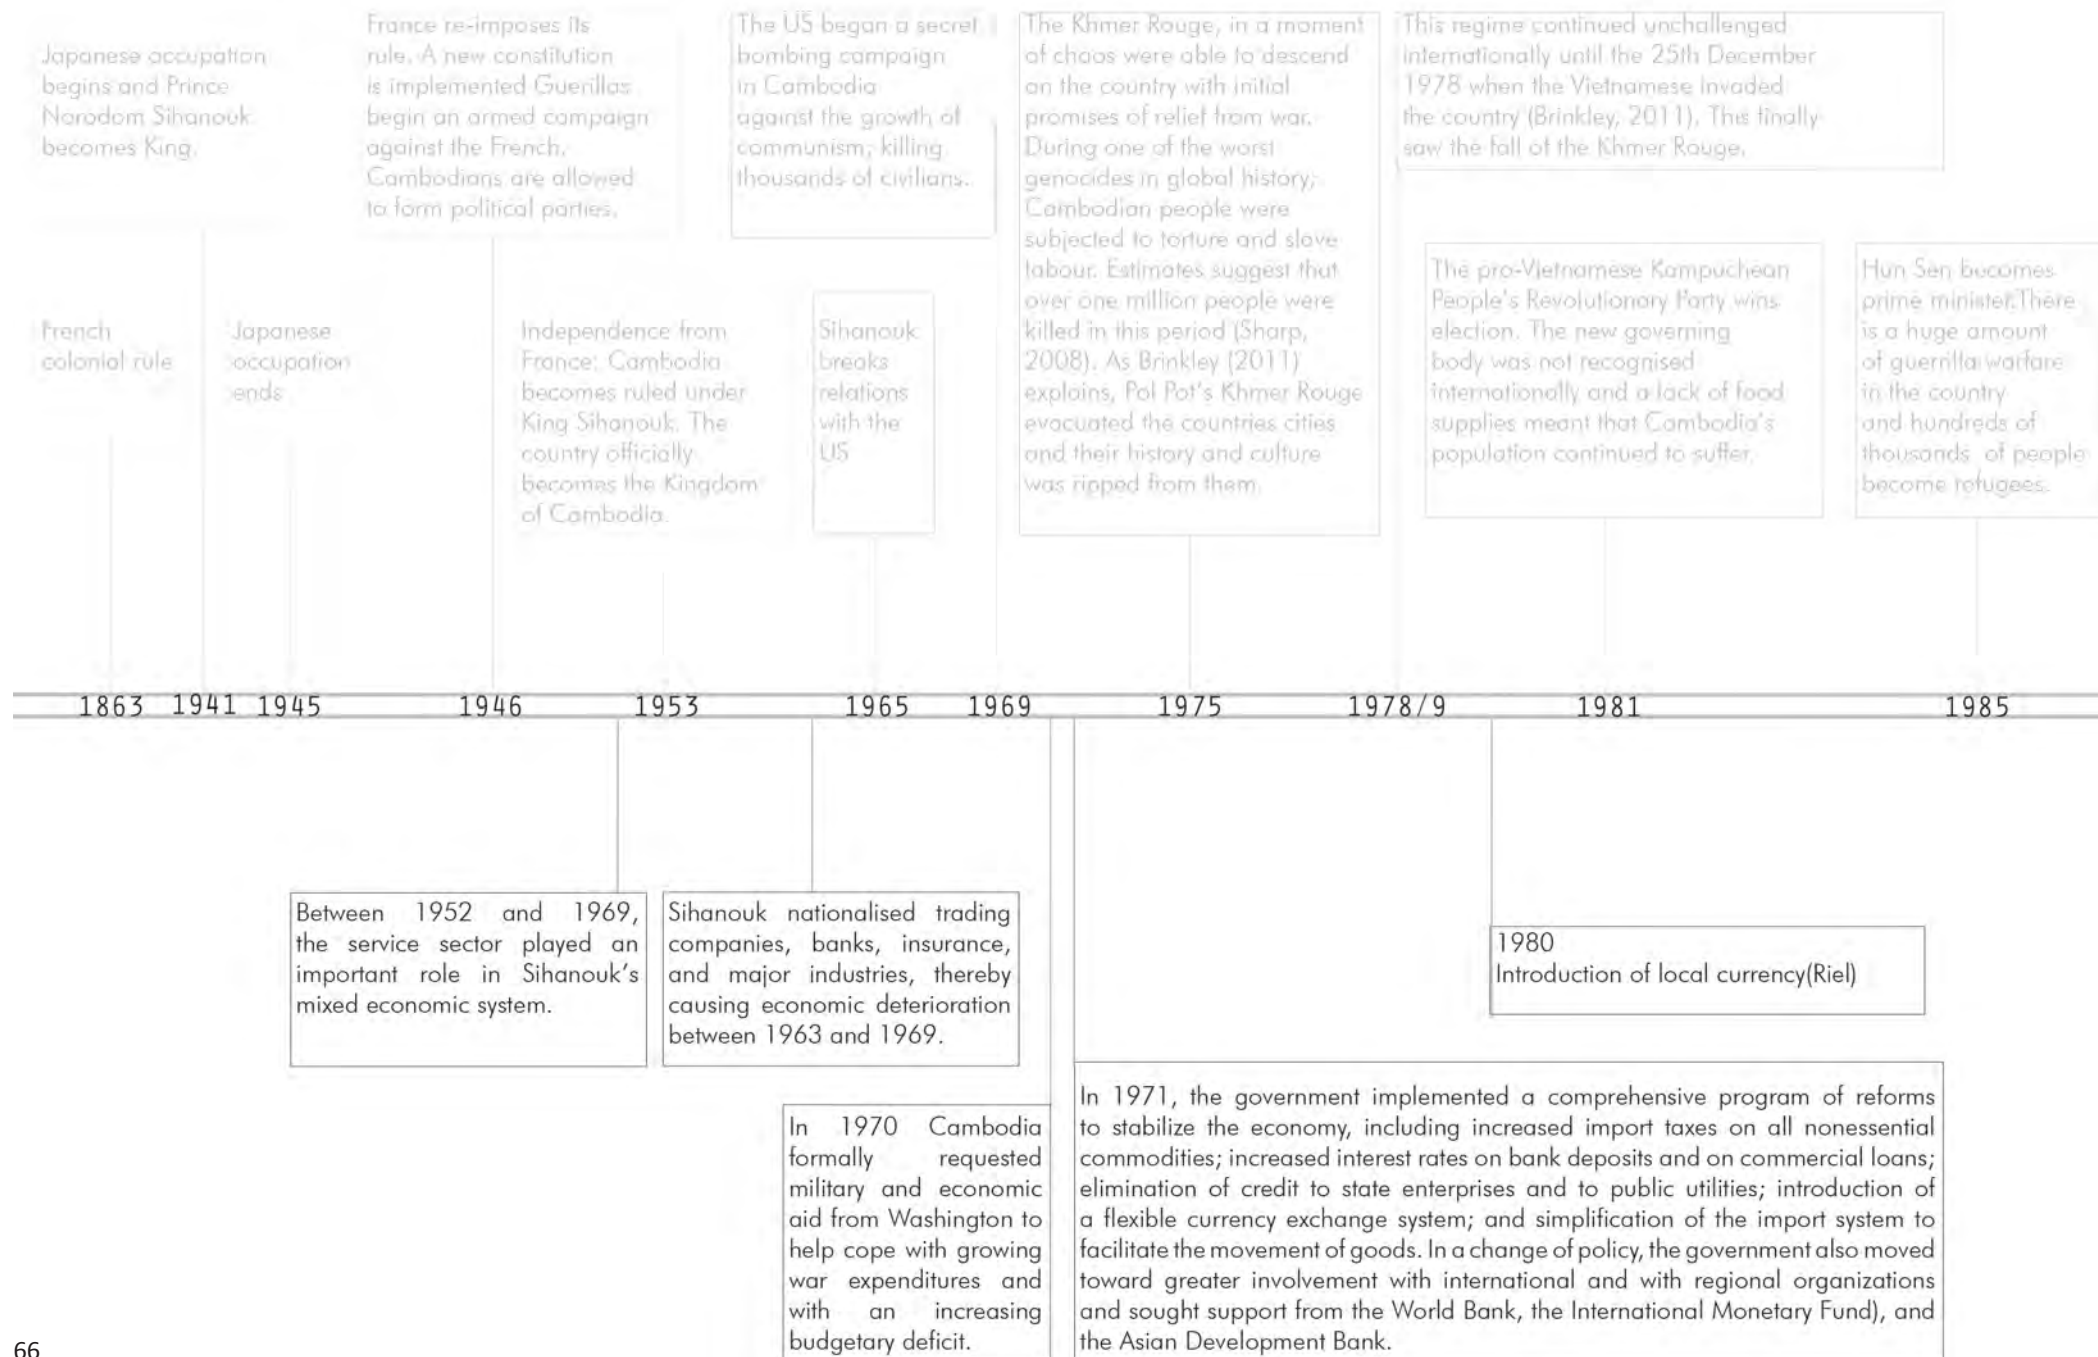 Japanese occupation
begins and Prince
Norodom Sihanouk
becomes King.
France re-imposes its
rule. A new constitution
is implemented Guerillas
begin an armed campaign
against the French.
Cambodians are allowed
to form political parties.
The US began a secret
bombing campaign
in Cambodia
against the growth of
communism, killing
thousands of civilians.
The Khmer Rouge, in a moment
of chaos were able to descend
on the country with initial
promises of relief from war.
During one of the worst
genocides in global history,
Cambodian people were
subjected to torture and slave
labour. Estimates suggest that
over one million people were
killed in this period (Sharp,
2008). As Brinkley (2011)
explains, Pol Pot's Khmer Rouge
evacuated the countries cities
and their history and culture
was ripped from them.
This regime continued unchallenged
internationally until the 25th December
1978 when the Vietnamese invaded
the country (Brinkley, 2011). This finally
saw the fall of the Khmer Rouge.
French
colonial rule
Japanese
occupation
ends
Independence from
France: Cambodia
becomes ruled under
King Sihanouk. The
country officially
becomes the Kingdom
of Cambodia.
Sihanouk
breaks
relations
with the
US
The pro-Vietnamese Kampuchean
People's Revolutionary Party wins
election. The new governing
body was not recognised
internationally and a lack of food
supplies meant that Cambodia's
population continued to suffer.
Hun Sen becomes
prime minister.There
is a huge amount
of guerrilla warfare
in the country
and hundreds of
thousands of people
become refugees.
1863 1941 1945 1946 1953 1965 1969 1975 1978/9 1981 1985
Between 1952 and 1969,
the service sector played an
important role in Sihanouk's
mixed economic system.
Sihanouk nationalised trading
companies, banks, insurance,
and major industries, thereby
causing economic deterioration
between 1963 and 1969.
1980
Introduction of local currency(Riel)
In 1970 Cambodia
formally requested
military and economic
aid from Washington to
help cope with growing
war expenditures and
with an increasing
budgetary deficit.
In 1971, the government implemented a comprehensive program of reforms
to stabilize the economy, including increased import taxes on all nonessential
commodities; increased interest rates on bank deposits and on commercial loans;
elimination of credit to state enterprises and to public utilities; introduction of
a flexible currency exchange system; and simplification of the import system to
facilitate the movement of goods. In a change of policy, the government also moved
toward greater involvement with international and with regional organizations
and sought support from the World Bank, the International Monetary Fund), and
the Asian Development Bank.
66